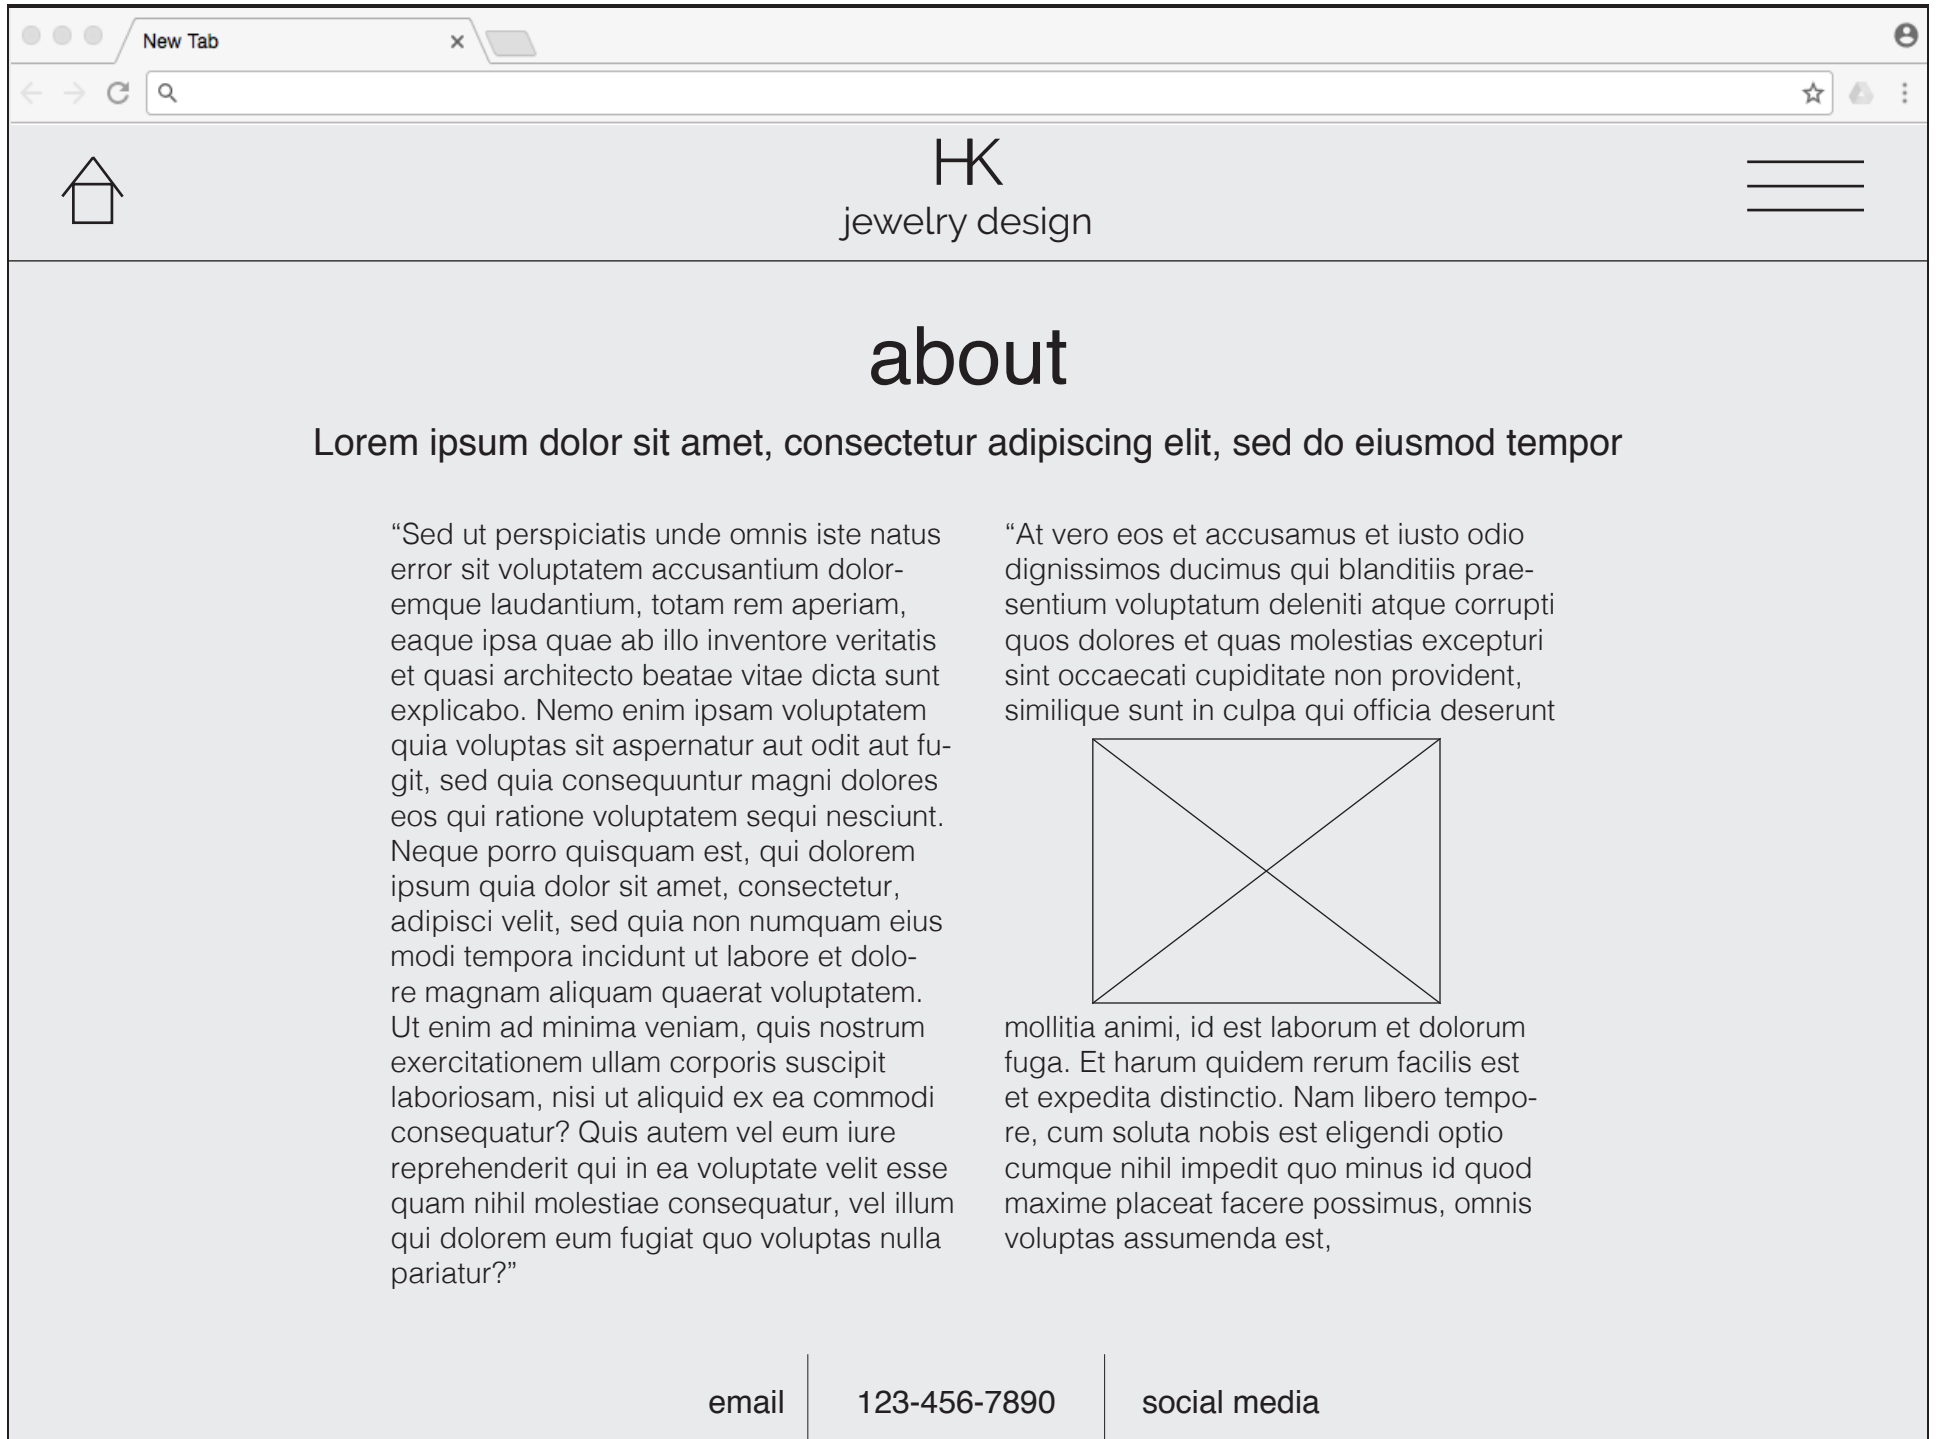 New Tab
HK
jewelry design
about
Lorem ipsum dolor sit amet, consectetur adipiscing elit, sed do eiusmod tempor
“Sed ut perspiciatis unde omnis iste natus
error sit voluptatem accusantium dolor-
emque laudantium, totam rem aperiam,
eaque ipsa quae ab illo inventore veritatis
et quasi architecto beatae vitae dicta sunt
explicabo. Nemo enim ipsam voluptatem
quia voluptas sit aspernatur aut odit aut fu-
git, sed quia consequuntur magni dolores
eos qui ratione voluptatem sequi nesciunt.
Neque porro quisquam est, qui dolorem
ipsum quia dolor sit amet, consectetur,
adipisci velit, sed quia non numquam eius
modi tempora incidunt ut labore et dolo-
re magnam aliquam quaerat voluptatem.
Ut enim ad minima veniam, quis nostrum
exercitationem ullam corporis suscipit
laboriosam, nisi ut aliquid ex ea commodi
consequatur? Quis autem vel eum iure
reprehenderit qui in ea voluptate velit esse
quam nihil molestiae consequatur, vel illum
qui dolorem eum fugiat quo voluptas nulla
pariatur?”
“At vero eos et accusamus et iusto odio
dignissimos ducimus qui blanditiis prae-
sentium voluptatum deleniti atque corrupti
quos dolores et quas molestias excepturi
sint occaecati cupiditate non provident,
similique sunt in culpa qui officia deserunt
mollitia animi, id est laborum et dolorum
fuga. Et harum quidem rerum facilis est
et expedita distinctio. Nam libero tempo-
re, cum soluta nobis est eligendi optio
cumque nihil impedit quo minus id quod
maxime placeat facere possimus, omnis
voluptas assumenda est,
email
123-456-7890
social media